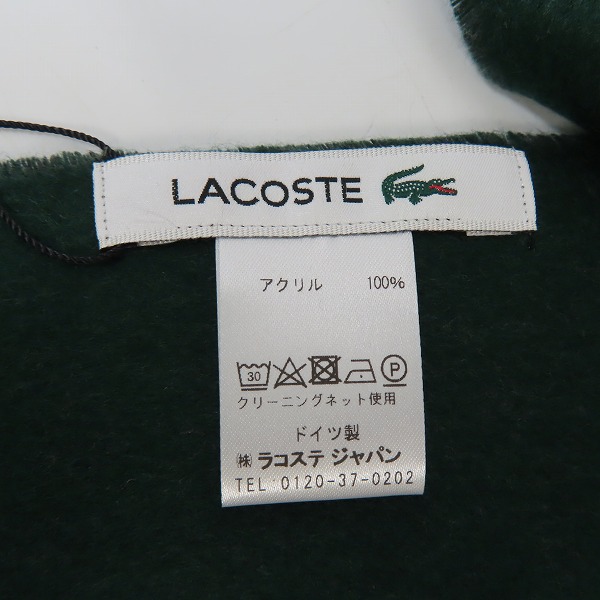 LACOSTE
アクリル 100%
30 P
クリーニングネット使用
ドイツ製
㈱ ラコステ ジャパン
TEL: 0120-37-0202